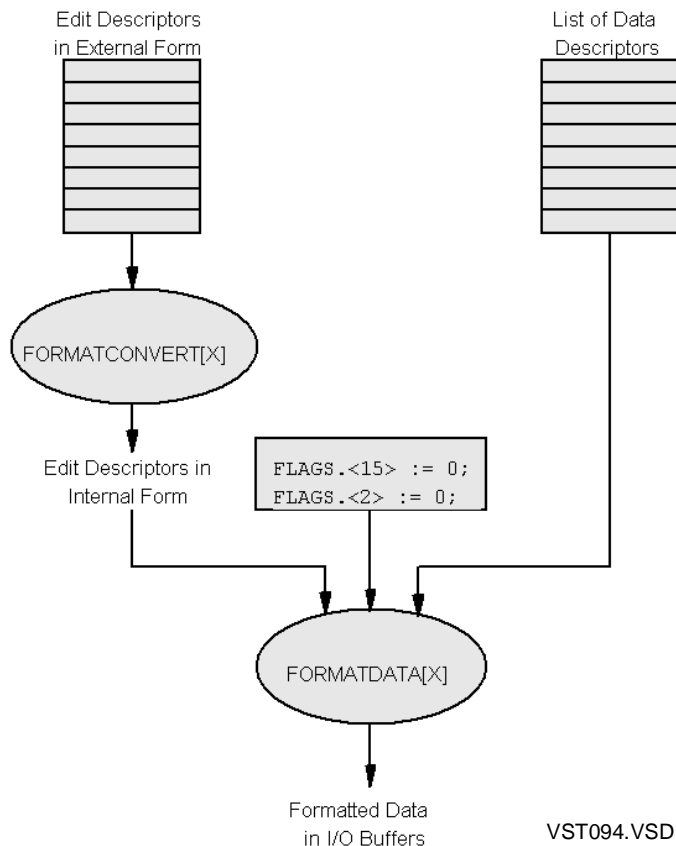 Edit Descriptors
in External Form
List of Data
Descriptors
FORMATCONVERT[X]
Edit Descriptors in
Internal Form
FLAGS.<15> := 0;
FLAGS.<2> := 0;
FORMATDATA[X]
Formatted Data
in I/O Buffers
VST094.VSD